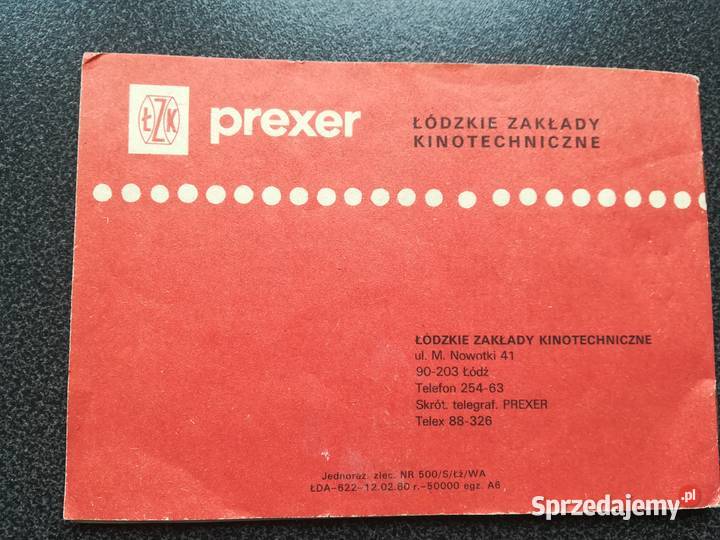 ŁZK
prexer
ŁÓDZKIE ZAKŁADY
KINOTECHNICZNE
ŁÓDZKIE ZAKŁADY KINOTECHNICZNE
ul. M. Nowotki 41
90-203 Łódź
Telefon 254-63
Skrót. telegraf. PREXER
Telex 88-326
Jednoraz. zlec. NR 500/S/Łż/WA
ŁDA-622-12.02.80 r.-50000 egz. A6
Sprzedajemy.pl